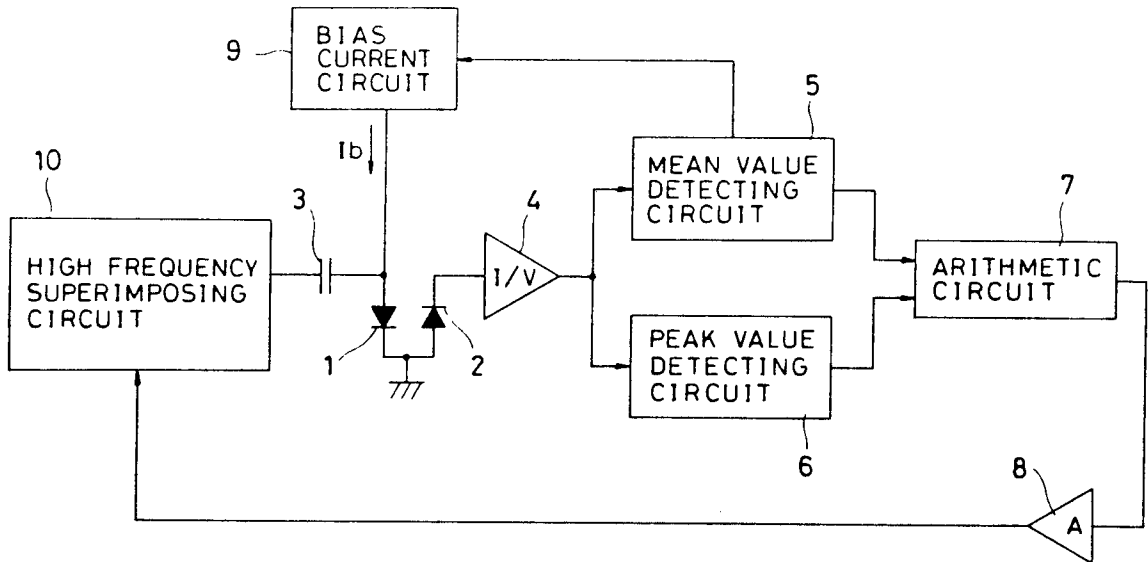 9
BIAS
CURRENT
CIRCUIT
Ib
5
MEAN VALUE
DETECTING
CIRCUIT
10
HIGH FREQUENCY
SUPERIMPOSING
CIRCUIT
3
4
I/V
7
ARITHMETIC
CIRCUIT
1
2
PEAK VALUE
DETECTING
CIRCUIT
6
8
A